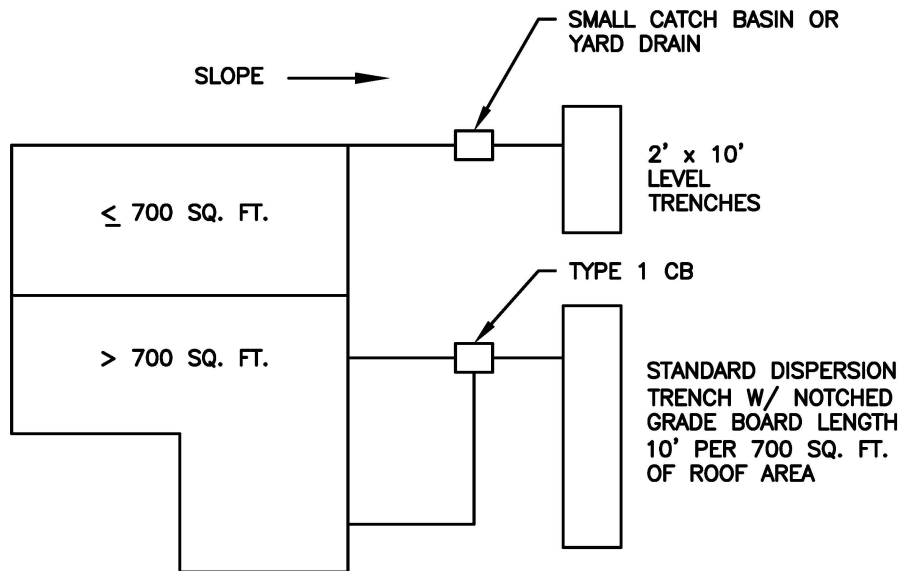 SMALL CATCH BASIN OR
YARD DRAIN
SLOPE
2' x 10'
LEVEL
TRENCHES
≤ 700 SQ. FT.
TYPE 1 CB
> 700 SQ. FT.
STANDARD DISPERSION
TRENCH W/ NOTCHED
GRADE BOARD LENGTH
10' PER 700 SQ. FT.
OF ROOF AREA